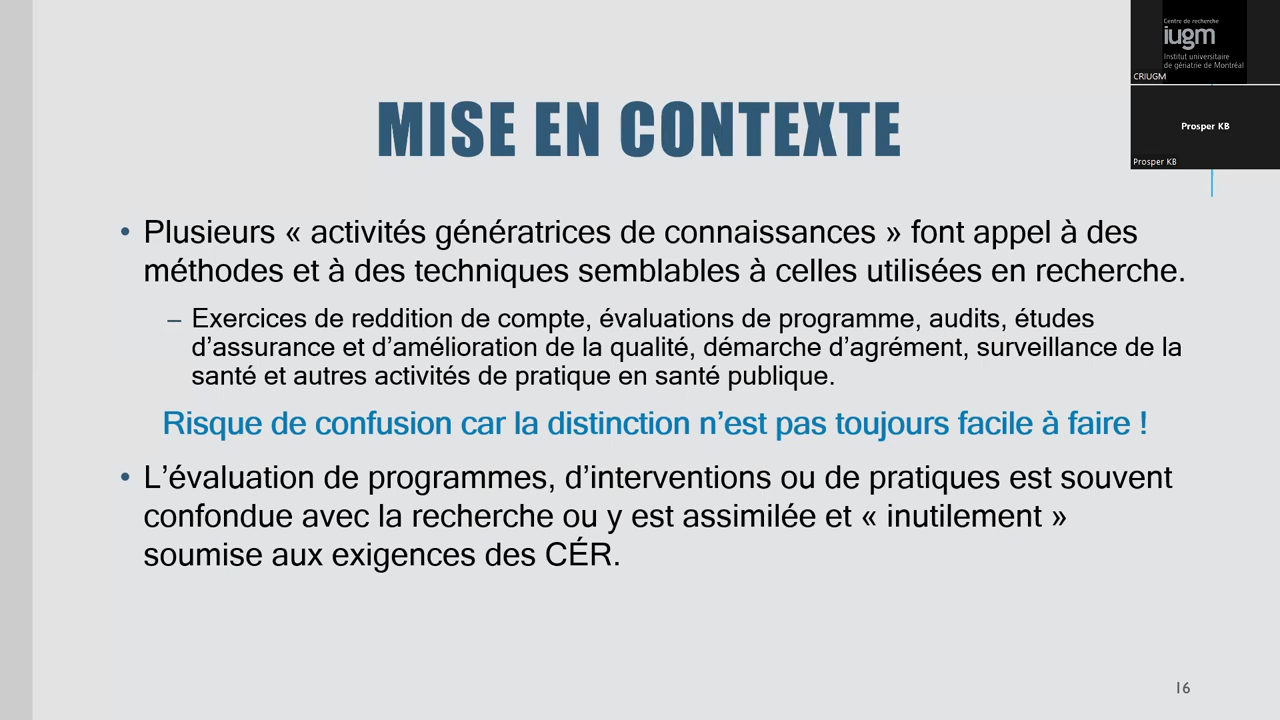 Centre de recherche
iugm
Institut universitaire
de gériatrie de Montréal
CRIUGM
Prosper KB
Prosper KB
MISE EN CONTEXTE
• Plusieurs « activités génératrices de connaissances » font appel à des
méthodes et à des techniques semblables à celles utilisées en recherche.
– Exercices de reddition de compte, évaluations de programme, audits, études
d’assurance et d’amélioration de la qualité, démarche d’agrément, surveillance de la
santé et autres activités de pratique en santé publique.
Risque de confusion car la distinction n’est pas toujours facile à faire !
• L’évaluation de programmes, d’interventions ou de pratiques est souvent
confondue avec la recherche ou y est assimilée et « inutilement »
soumise aux exigences des CÉR.
16